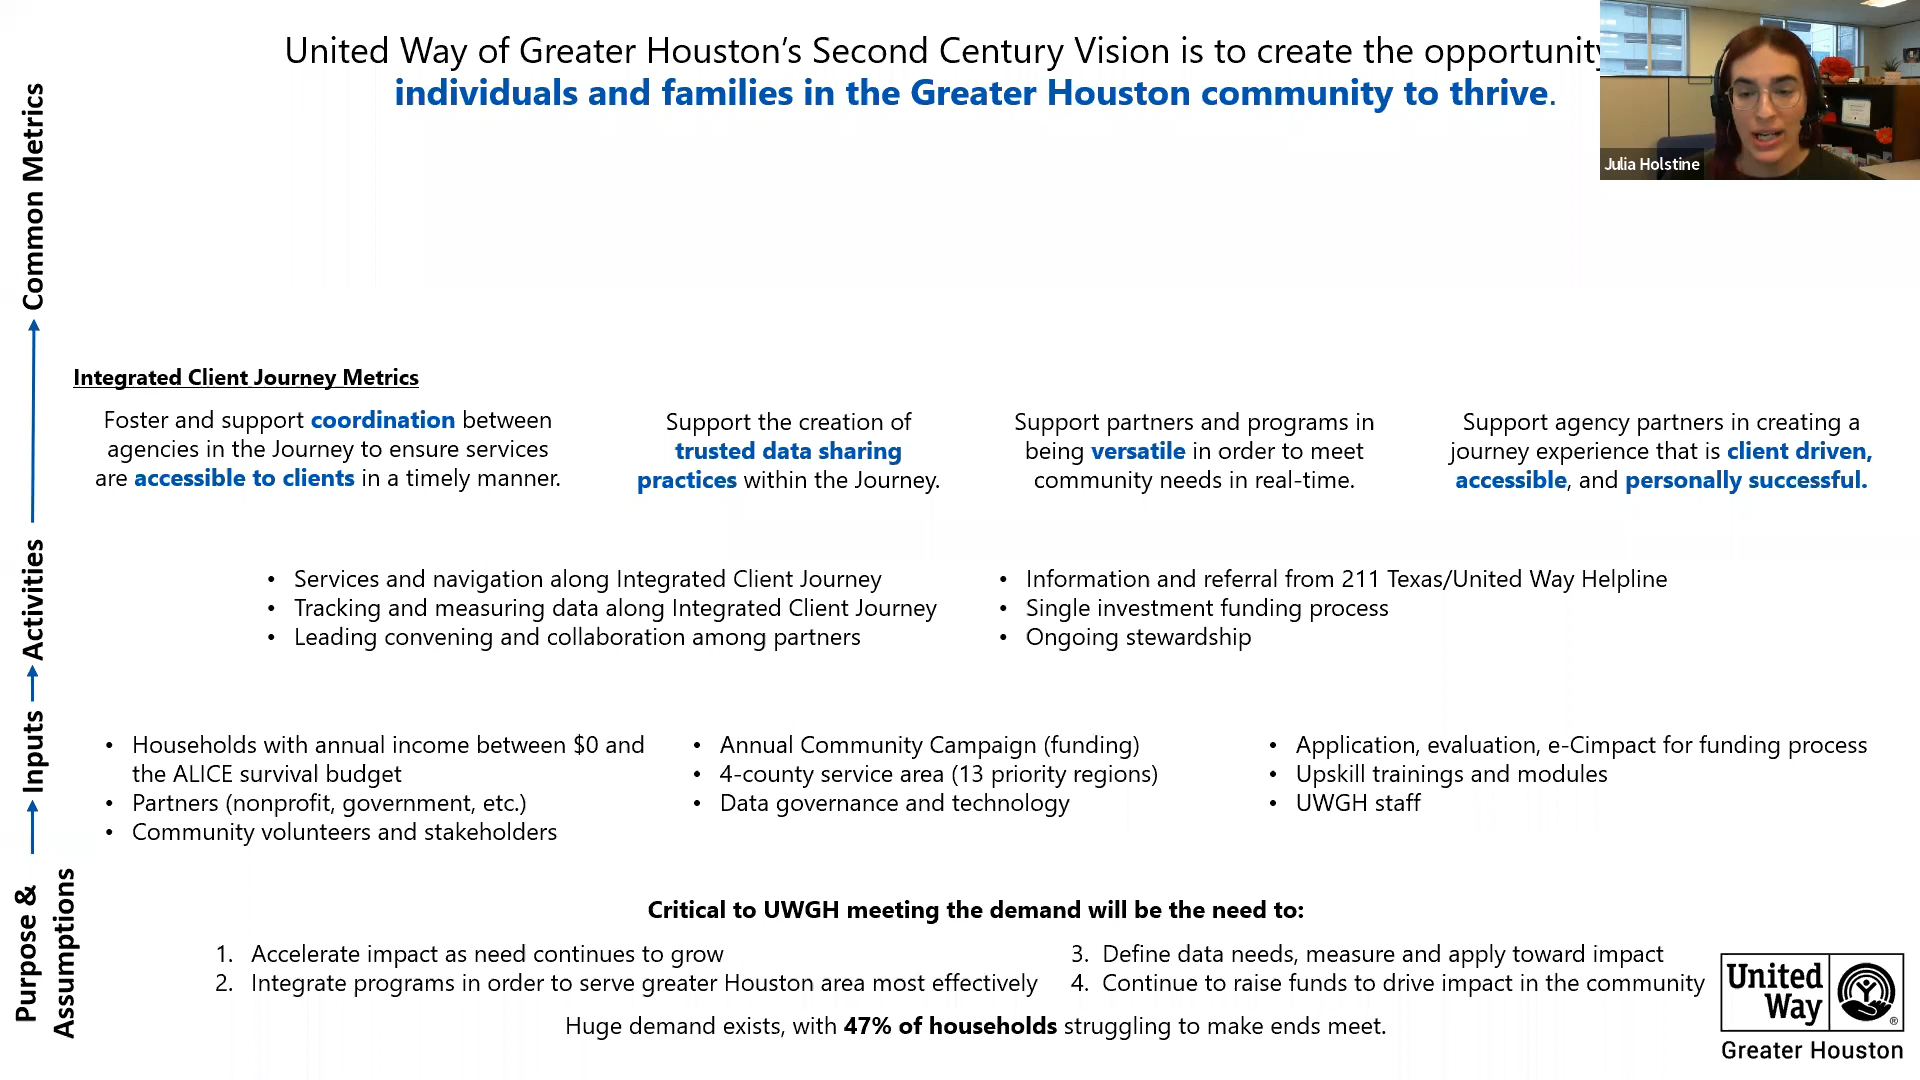 United Way of Greater Houston’s Second Century Vision is to create the opportunity
individuals and families in the Greater Houston community to thrive.
Julia Holstine
Common Metrics
Integrated Client Journey Metrics
Foster and support coordination between
agencies in the Journey to ensure services
are accessible to clients in a timely manner.
Support the creation of
trusted data sharing
practices within the Journey.
Support partners and programs in
being versatile in order to meet
community needs in real-time.
Support agency partners in creating a
journey experience that is client driven,
accessible, and personally successful.
Activities
• Services and navigation along Integrated Client Journey
• Tracking and measuring data along Integrated Client Journey
• Leading convening and collaboration among partners
• Information and referral from 211 Texas/United Way Helpline
• Single investment funding process
• Ongoing stewardship
Inputs
• Households with annual income between $0 and
the ALICE survival budget
• Partners (nonprofit, government, etc.)
• Community volunteers and stakeholders
• Annual Community Campaign (funding)
• 4-county service area (13 priority regions)
• Data governance and technology
• Application, evaluation, e-Cimpact for funding process
• Upskill trainings and modules
• UWGH staff
Purpose &
Assumptions
Critical to UWGH meeting the demand will be the need to:
1. Accelerate impact as need continues to grow
2. Integrate programs in order to serve greater Houston area most effectively
3. Define data needs, measure and apply toward impact
4. Continue to raise funds to drive impact in the community
Huge demand exists, with 47% of households struggling to make ends meet.
United
Way
®
Greater Houston